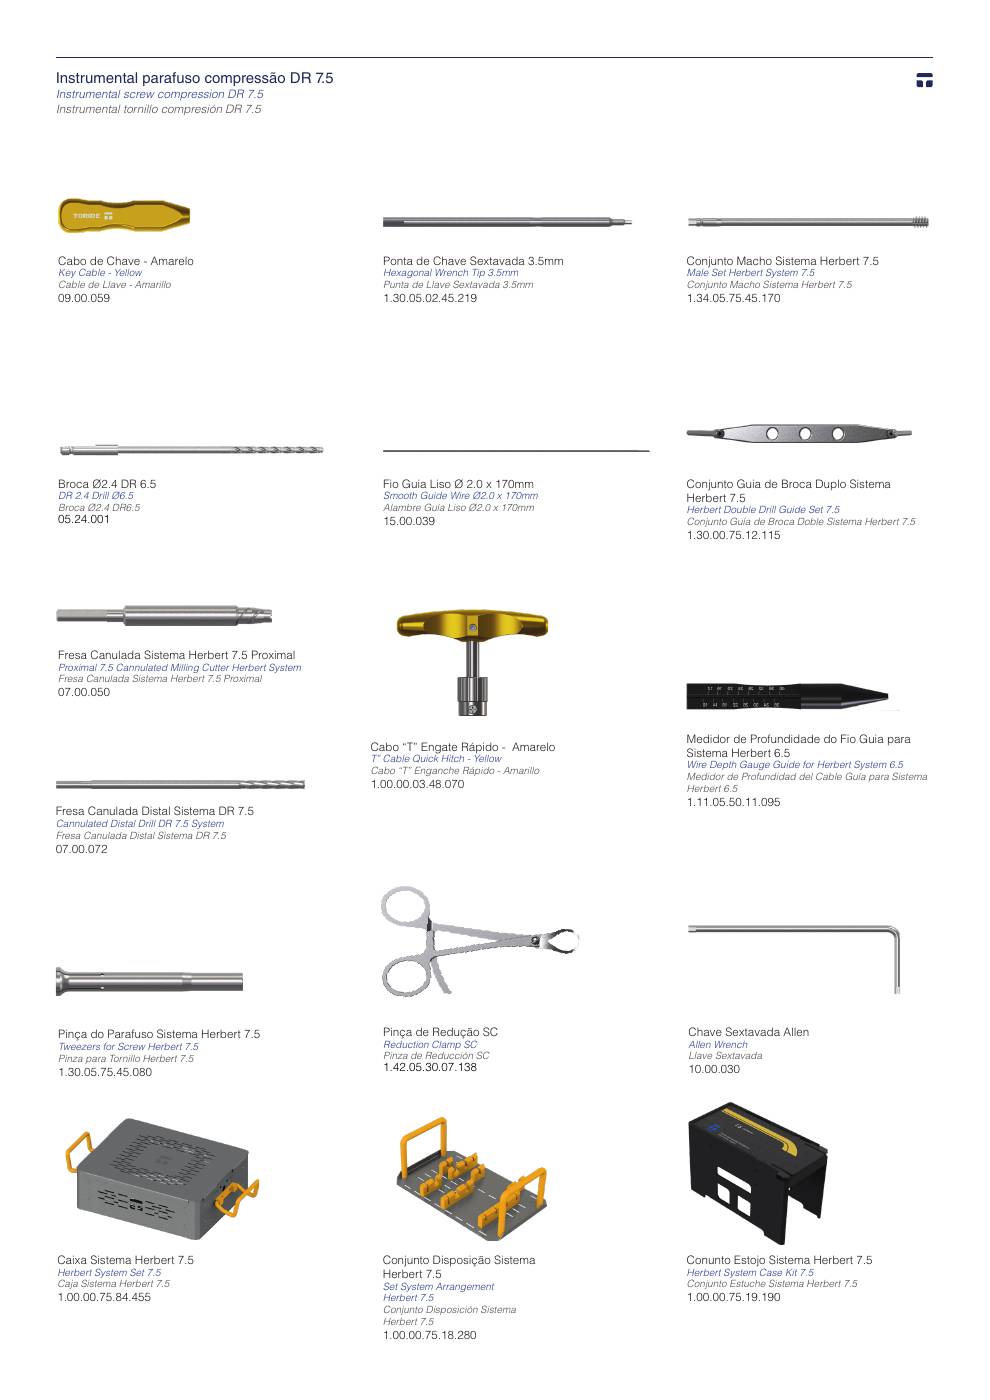 Instrumental parafuso compressão DR 7.5
Instrumental screw compression DR 7.5
Instrumental tornillo compresión DR 7.5
TORIDE
Cabo de Chave - Amarelo
Key Cable - Yellow
Cable de Llave - Amarillo
09.00.059
Ponta de Chave Sextavada 3.5mm
Hexagonal Wrench Tip 3.5mm
Punta de Llave Sextavada 3.5mm
1.30.05.02.45.219
Conjunto Macho Sistema Herbert 7.5
Male Set Herbert System 7.5
Conjunto Macho Sistema Herbert 7.5
1.34.05.75.45.170
Broca Ø2.4 DR 6.5
DR 2.4 Drill Ø6.5
Broca Ø2.4 DR6.5
05.24.001
Fio Guia Liso Ø 2.0 x 170mm
Smooth Guide Wire Ø2.0 x 170mm
Alambre Guía Liso Ø2.0 x 170mm
15.00.039
Conjunto Guia de Broca Duplo Sistema
Herbert 7.5
Herbert Double Drill Guide Set 7.5
Conjunto Guía de Broca Doble Sistema Herbert 7.5
1.30.00.75.12.115
Fresa Canulada Sistema Herbert 7.5 Proximal
Proximal 7.5 Cannulated Milling Cutter Herbert System
Fresa Canulada Sistema Herbert 7.5 Proximal
07.00.050
Cabo “T” Engate Rápido -  Amarelo
T” Cable Quick Hitch - Yellow
Cabo “T” Enganche Rápido - Amarillo
1.00.00.03.48.070
Medidor de Profundidade do Fio Guia para
Sistema Herbert 6.5
Wire Depth Gauge Guide for Herbert System 6.5
Medidor de Profundidad del Cable Guía para Sistema
Herbert 6.5
1.11.05.50.11.095
Fresa Canulada Distal Sistema DR 7.5
Cannulated Distal Drill DR 7.5 System
Fresa Canulada Distal Sistema DR 7.5
07.00.072
Pinça do Parafuso Sistema Herbert 7.5
Tweezers for Screw Herbert 7.5
Pinza para Tornillo Herbert 7.5
1.30.05.75.45.080
Pinça de Redução SC
Reduction Clamp SC
Pinza de Reducción SC
1.42.05.30.07.138
Chave Sextavada Allen
Allen Wrench
Llave Sextavada
10.00.030
Caixa Sistema Herbert 7.5
Herbert System Set 7.5
Caja Sistema Herbert 7.5
1.00.00.75.84.455
Conjunto Disposição Sistema
Herbert 7.5
Set System Arrangement
Herbert 7.5
Conjunto Disposición Sistema
Herbert 7.5
1.00.00.75.18.280
Conunto Estojo Sistema Herbert 7.5
Herbert System Case Kit 7.5
Conjunto Estuche Sistema Herbert 7.5
1.00.00.75.19.190